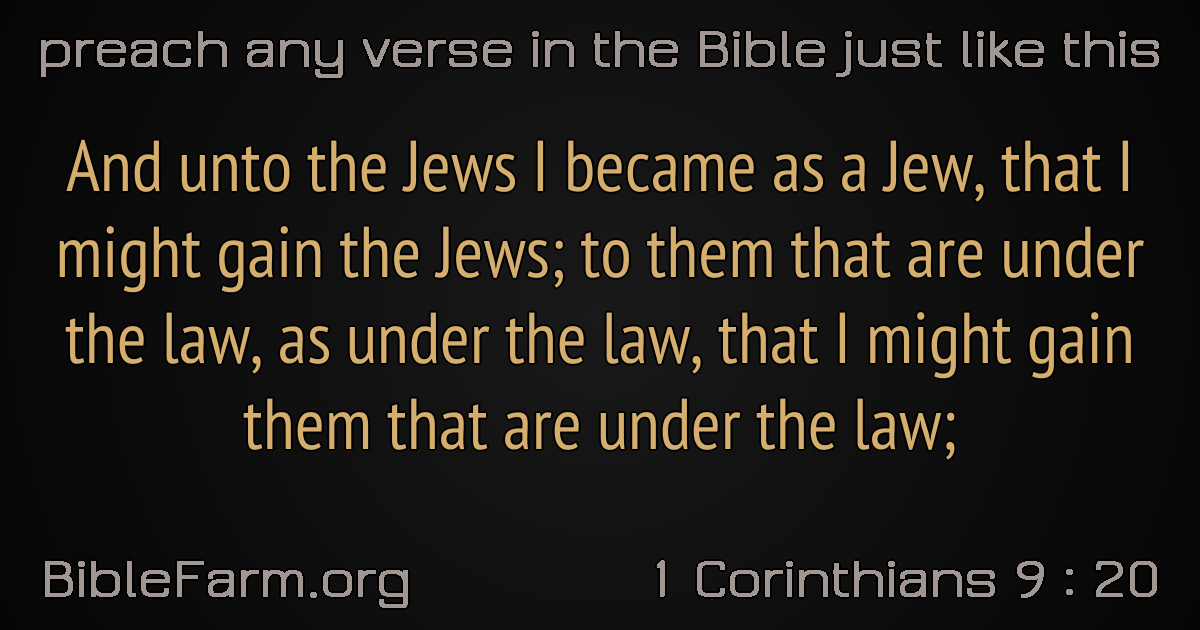 preach any verse in the Bible just like this
And unto the Jews I became as a Jew, that I
might gain the Jews; to them that are under
the law, as under the law, that I might gain
them that are under the law;
BibleFarm.org
1 Corinthians 9 : 20